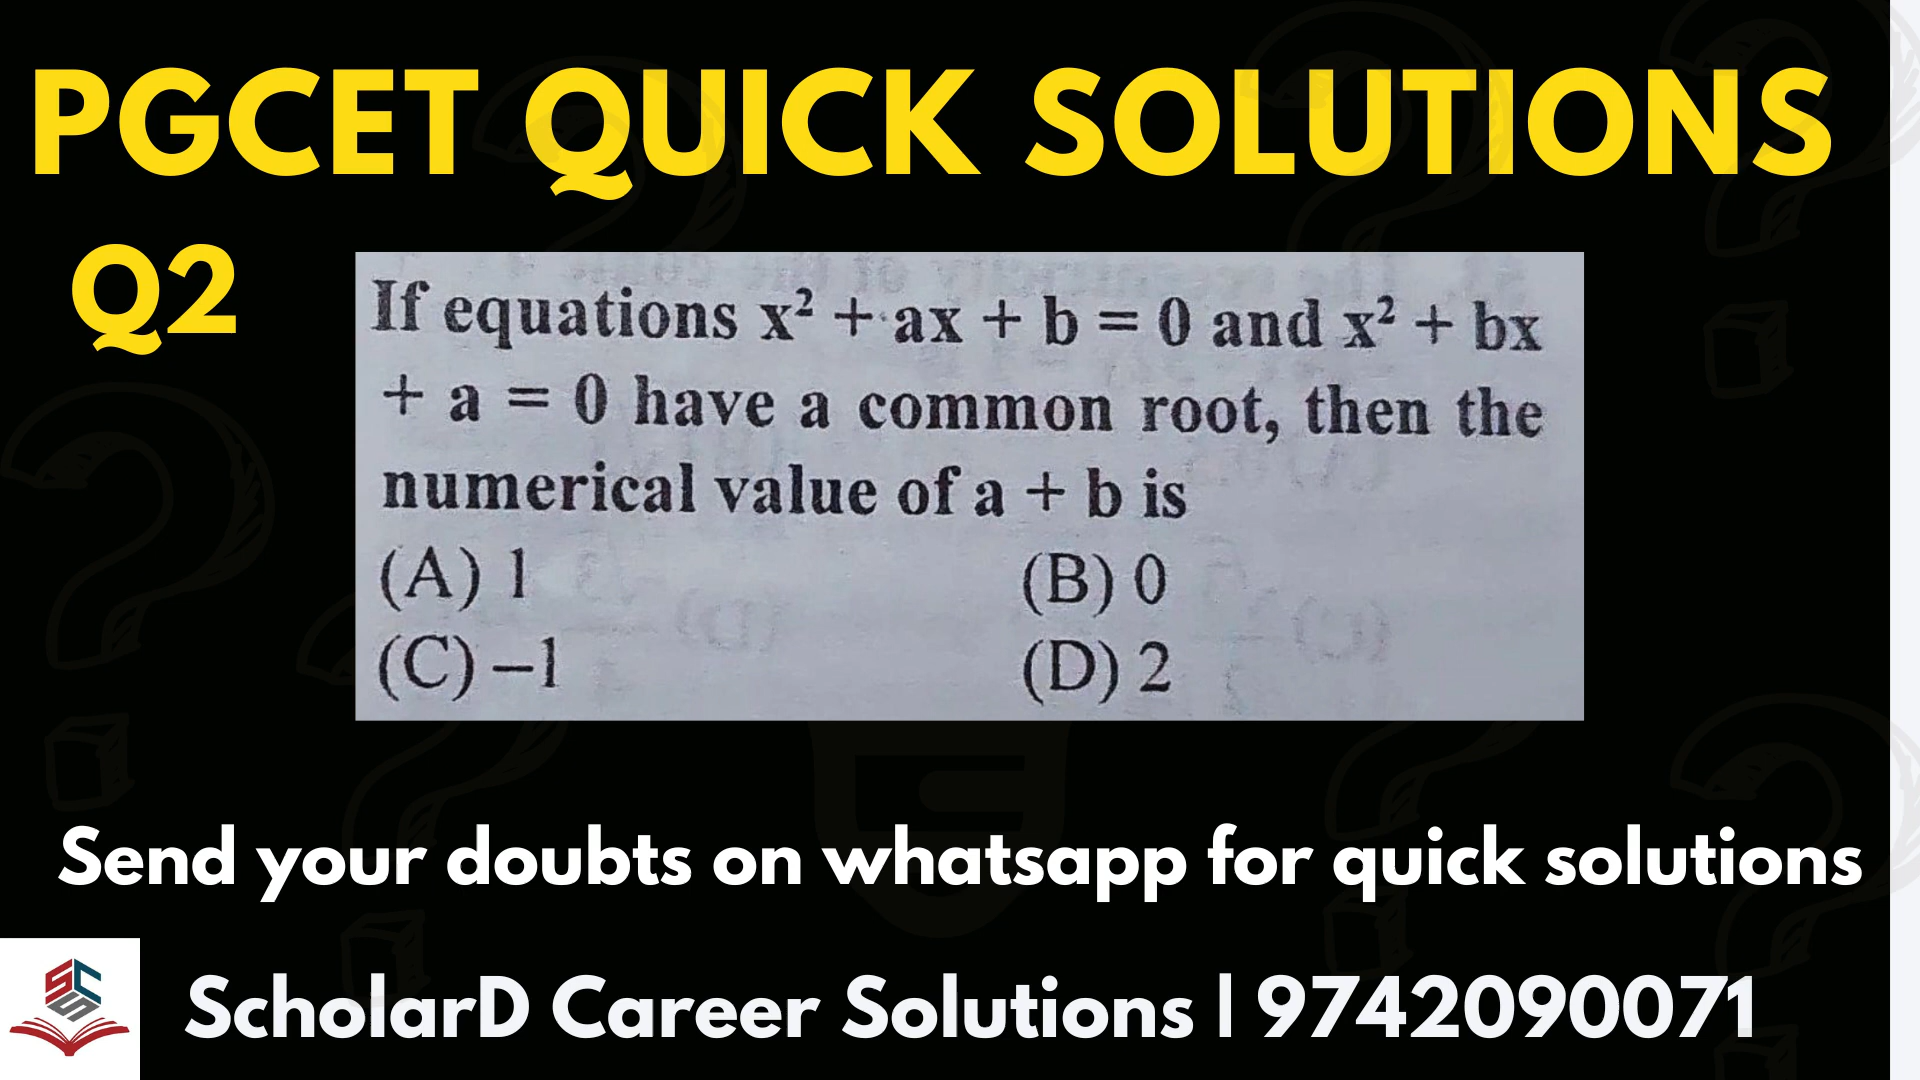 PGCET QUICK SOLUTIONS
Q2
If equations x² + ax + b = 0 and x² + bx
+ a = 0 have a common root, then the
numerical value of a + b is
(A) 1 (B) 0
(C) –1 (D) 2
Send your doubts on whatsapp for quick solutions
SCS
ScholarD Career Solutions | 9742090071